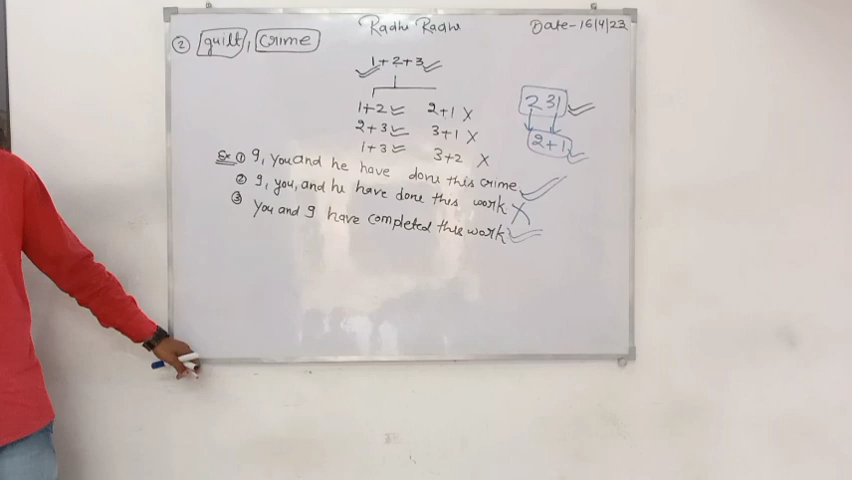 Radhe Radhe
Date-16/4/23
② guilt, crime
1+2+3
1+2 2+1 X
2+3 3+1 X
1+3 3+2 X
231
2+1
Ex ① I, you and he have done this crime
② I, you, and he have done this work X
③ you and I have completed this work